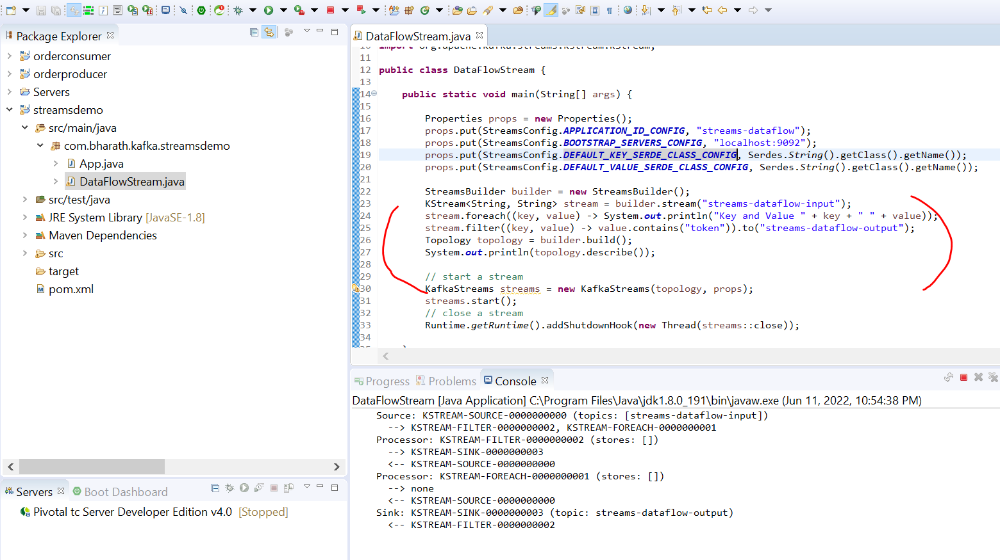 Package Explorer
orderconsumer
orderproducer
Servers
streamsdemo
src/main/java
com.bharath.kafka.streamsdemo
App.java
DataFlowStream.java
src/test/java
JRE System Library [JavaSE-1.8]
Maven Dependencies
src
target
pom.xml
Servers Boot Dashboard
Pivotal tc Server Developer Edition v4.0 [Stopped]
DataFlowStream.java
10 import org.apache.kafka.streams.kstream.KStream;
11
12 public class DataFlowStream {
13
14 public static void main(String[] args) {
15
16 Properties props = new Properties();
17 props.put(StreamsConfig.APPLICATION_ID_CONFIG, "streams-dataflow");
18 props.put(StreamsConfig.BOOTSTRAP_SERVERS_CONFIG, "localhost:9092");
19 props.put(StreamsConfig.DEFAULT_KEY_SERDE_CLASS_CONFIG, Serdes.String().getClass().getName());
20 props.put(StreamsConfig.DEFAULT_VALUE_SERDE_CLASS_CONFIG, Serdes.String().getClass().getName());
21
22 StreamsBuilder builder = new StreamsBuilder();
23 KStream<String, String> stream = builder.stream("streams-dataflow-input");
24 stream.foreach((key, value) -> System.out.println("Key and Value " + key + " " + value));
25 stream.filter((key, value) -> value.contains("token")).to("streams-dataflow-output");
26 Topology topology = builder.build();
27 System.out.println(topology.describe());
28
29 // start a stream
30 KafkaStreams streams = new KafkaStreams(topology, props);
31 streams.start();
32 // close a stream
33 Runtime.getRuntime().addShutdownHook(new Thread(streams::close));
34
35 }
Progress Problems Console
DataFlowStream [Java Application] C:\Program Files\Java\jdk1.8.0_191\bin\javaw.exe (Jun 11, 2022, 10:54:38 PM)
Source: KSTREAM-SOURCE-0000000000 (topics: [streams-dataflow-input])
--> KSTREAM-FILTER-0000000002, KSTREAM-FOREACH-0000000001
Processor: KSTREAM-FILTER-0000000002 (stores: [])
--> KSTREAM-SINK-0000000003
<-- KSTREAM-SOURCE-0000000000
Processor: KSTREAM-FOREACH-0000000001 (stores: [])
--> none
<-- KSTREAM-SOURCE-0000000000
Sink: KSTREAM-SINK-0000000003 (topic: streams-dataflow-output)
<-- KSTREAM-FILTER-0000000002